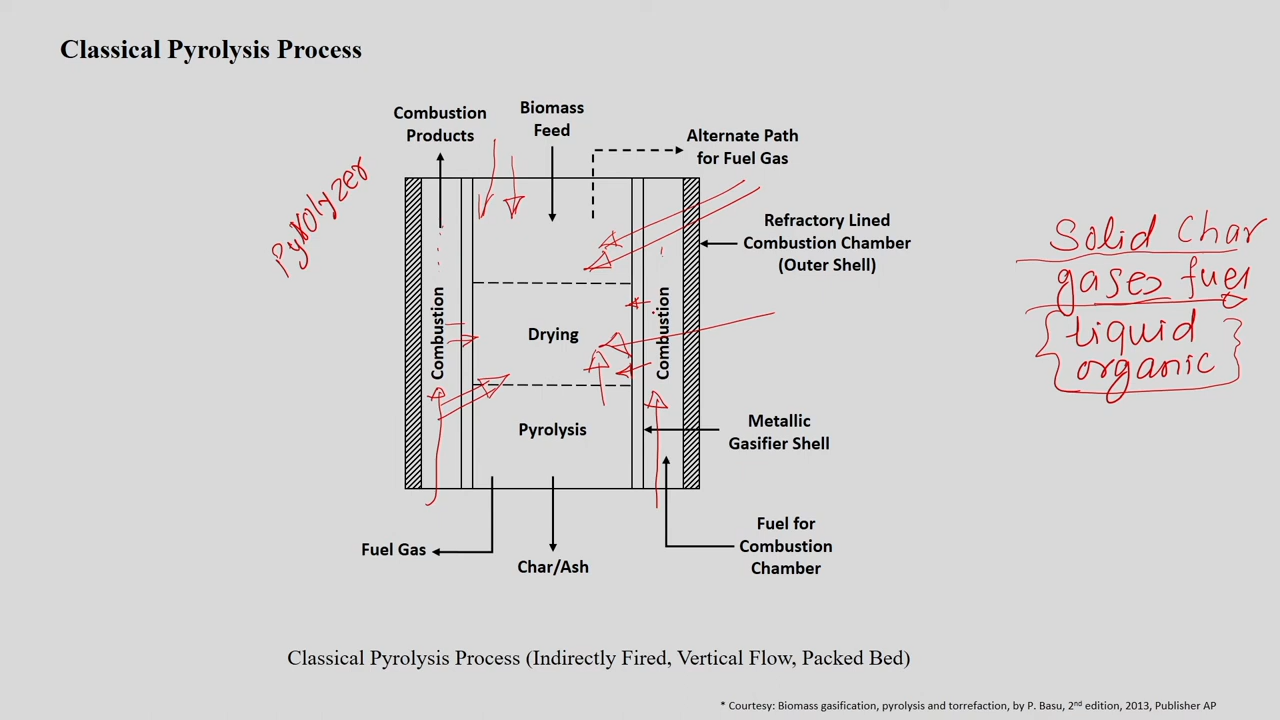 Classical Pyrolysis Process
Combustion
Products
Biomass
Feed
Alternate Path
for Fuel Gas
Pyrolyzer
Refractory Lined
Combustion Chamber
(Outer Shell)
Solid Char
gases fuel
liquid
organic
Combustion
Drying
Combustion
Pyrolysis
Metallic
Gasifier Shell
Fuel Gas
Char/Ash
Fuel for
Combustion
Chamber
Classical Pyrolysis Process (Indirectly Fired, Vertical Flow, Packed Bed)
* Courtesy: Biomass gasification, pyrolysis and torrefaction, by P. Basu, 2nd edition, 2013, Publisher AP